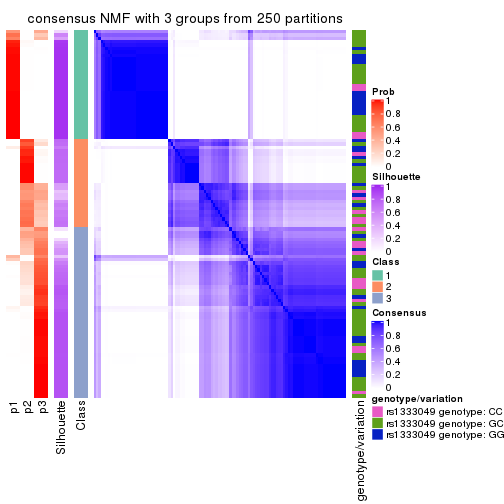 consensus NMF with 3 groups from 250 partitions
Prob
1
0.8
0.6
0.4
0.2
0
Silhouette
1
0.8
0.6
0.4
0.2
0
Class
1
2
3
Consensus
1
0.8
0.6
0.4
0.2
0
genotype/variation
rs1333049 genotype: CC
rs1333049 genotype: GC
rs1333049 genotype: GG
p1
p2
p3
Silhouette
Class
genotype/variation